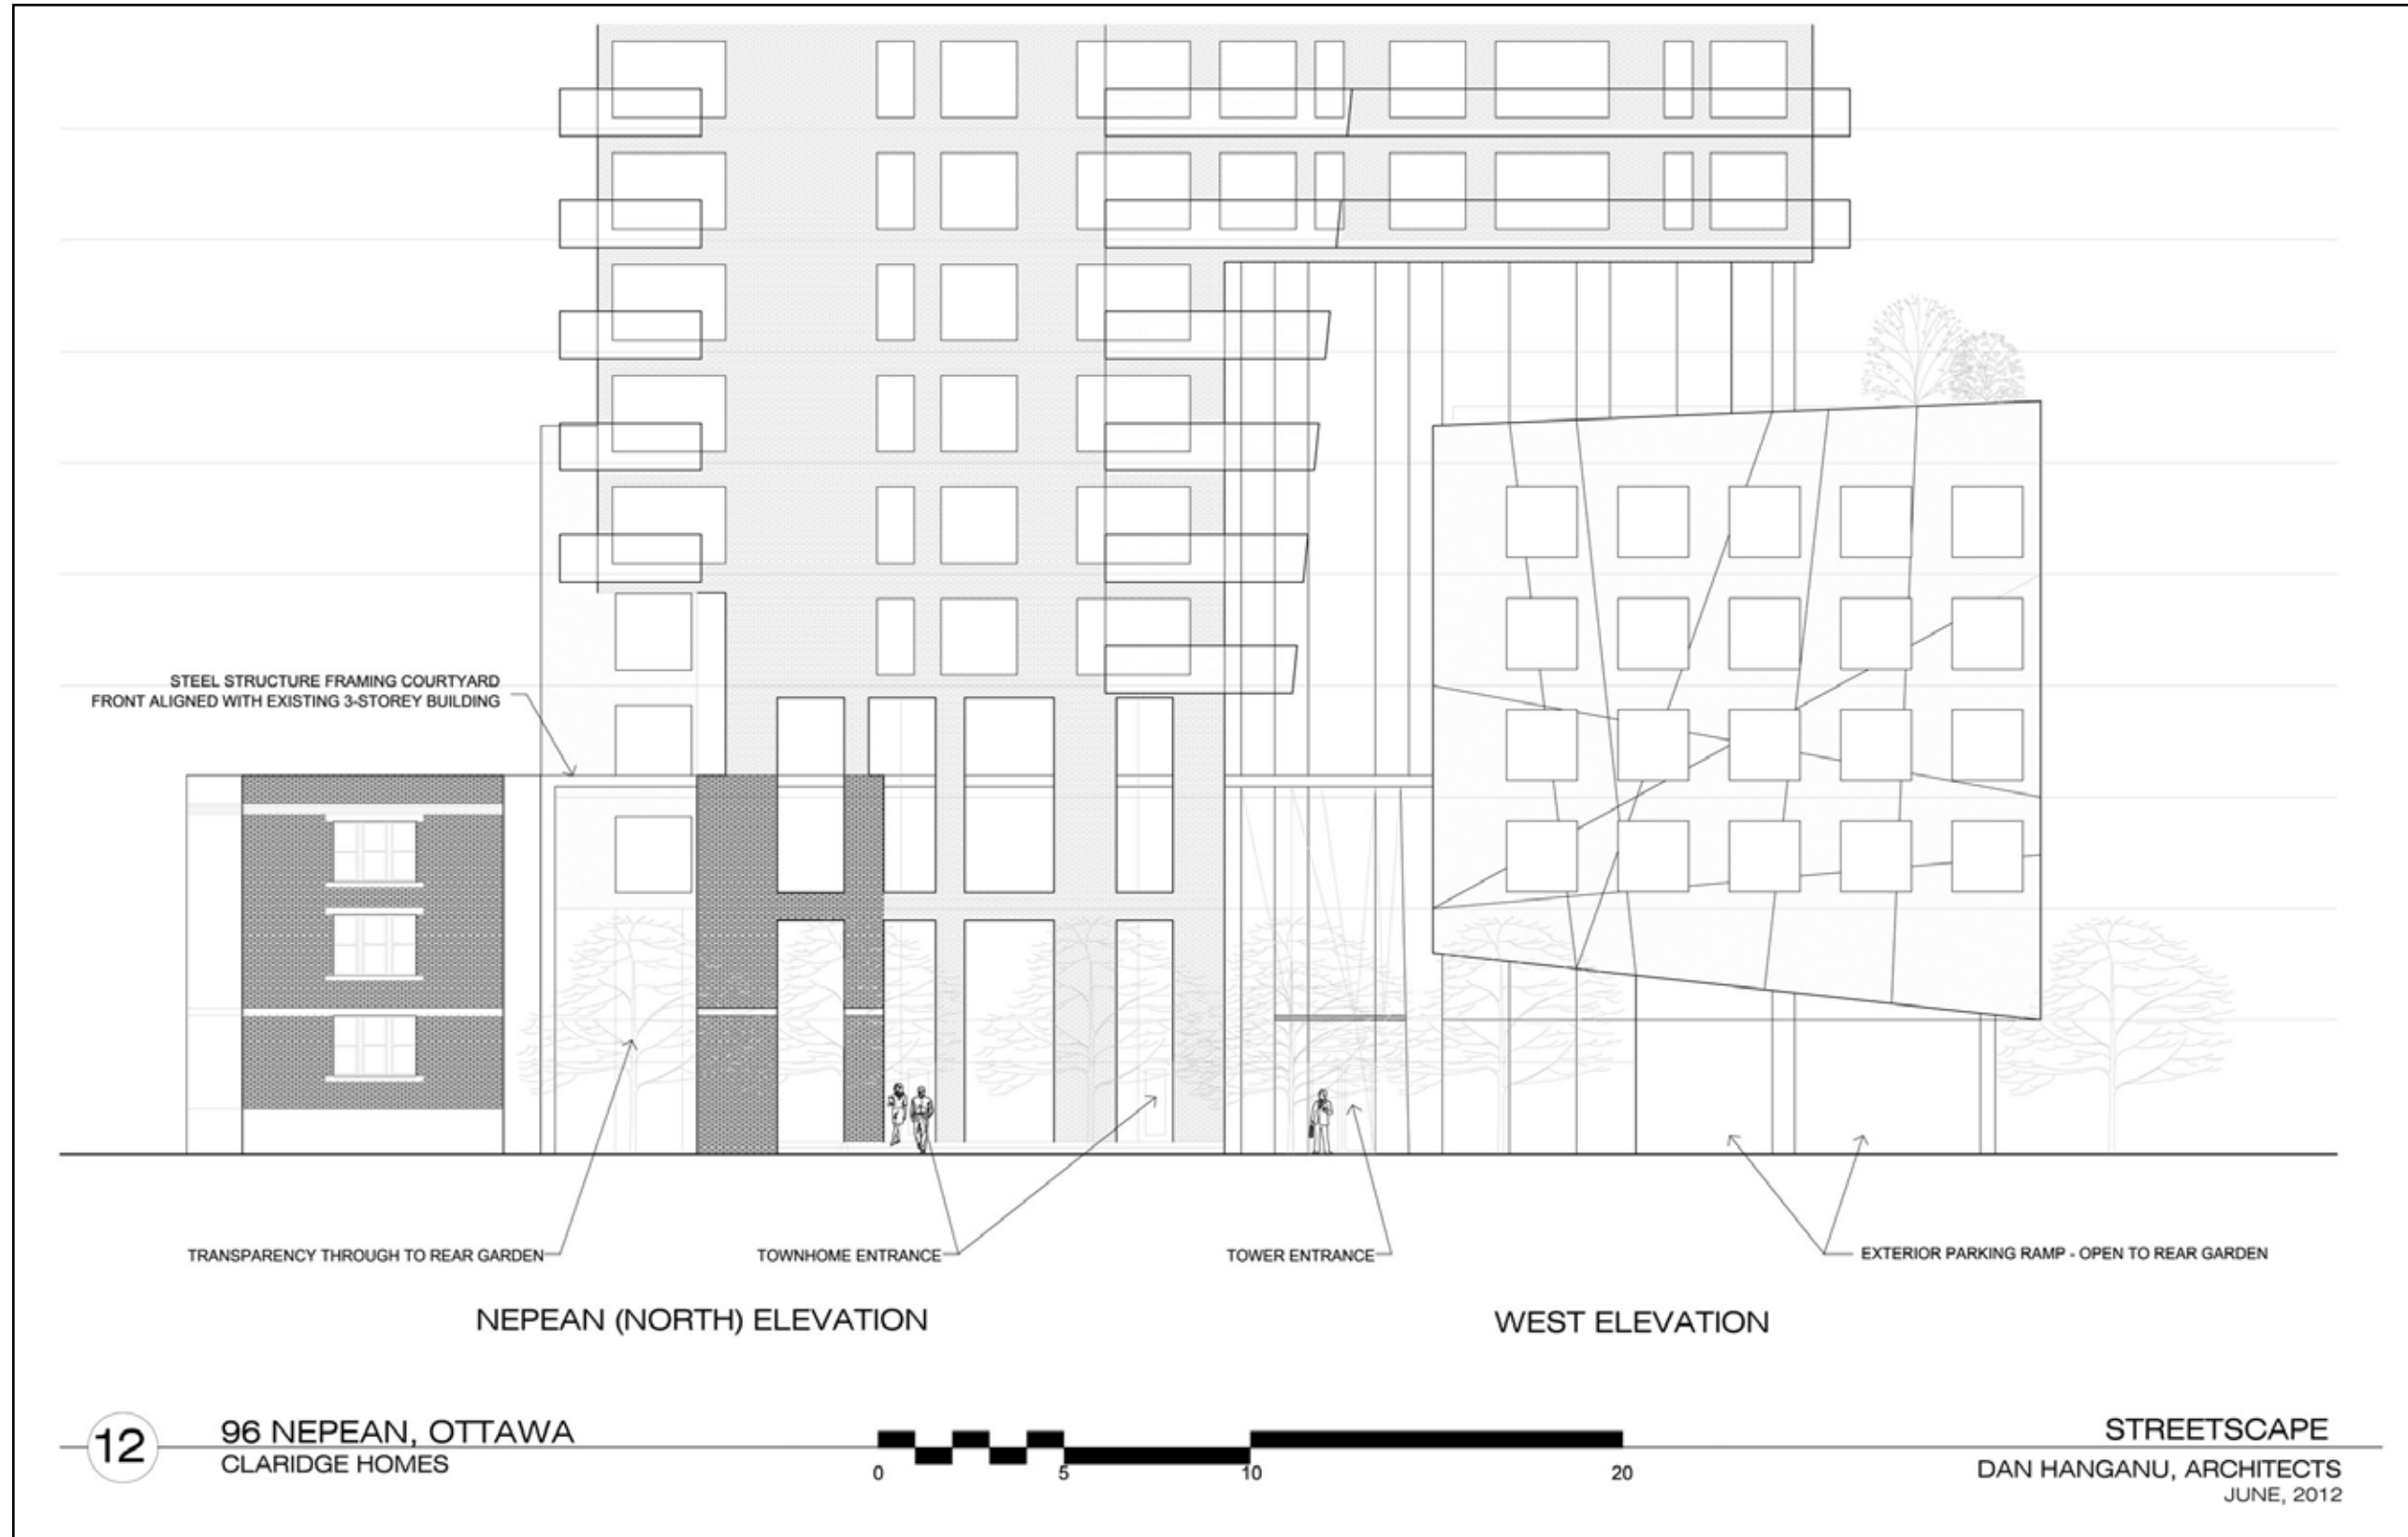 STEEL STRUCTURE FRAMING COURTYARD
FRONT ALIGNED WITH EXISTING 3-STOREY BUILDING
TRANSPARENCY THROUGH TO REAR GARDEN
TOWNHOME ENTRANCE
TOWER ENTRANCE
EXTERIOR PARKING RAMP - OPEN TO REAR GARDEN
NEPEAN (NORTH) ELEVATION
WEST ELEVATION
12
96 NEPEAN, OTTAWA
CLARIDGE HOMES
0 5 10 20
STREETSCAPE
DAN HANGANU, ARCHITECTS
JUNE, 2012